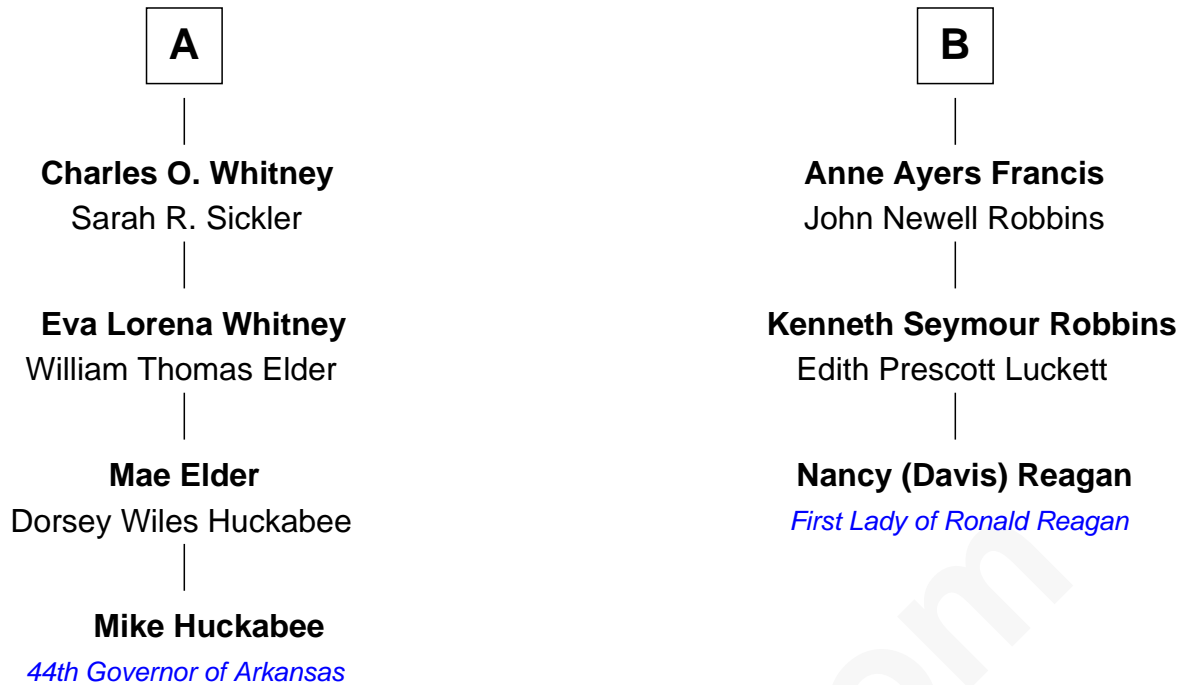 A
Charles O. Whitney
Sarah R. Sickler
Eva Lorena Whitney
William Thomas Elder
Mae Elder
Dorsey Wiles Huckabee
Mike Huckabee
44th Governor of Arkansas
B
Anne Ayers Francis
John Newell Robbins
Kenneth Seymour Robbins
Edith Prescott Luckett
Nancy (Davis) Reagan
First Lady of Ronald Reagan
om